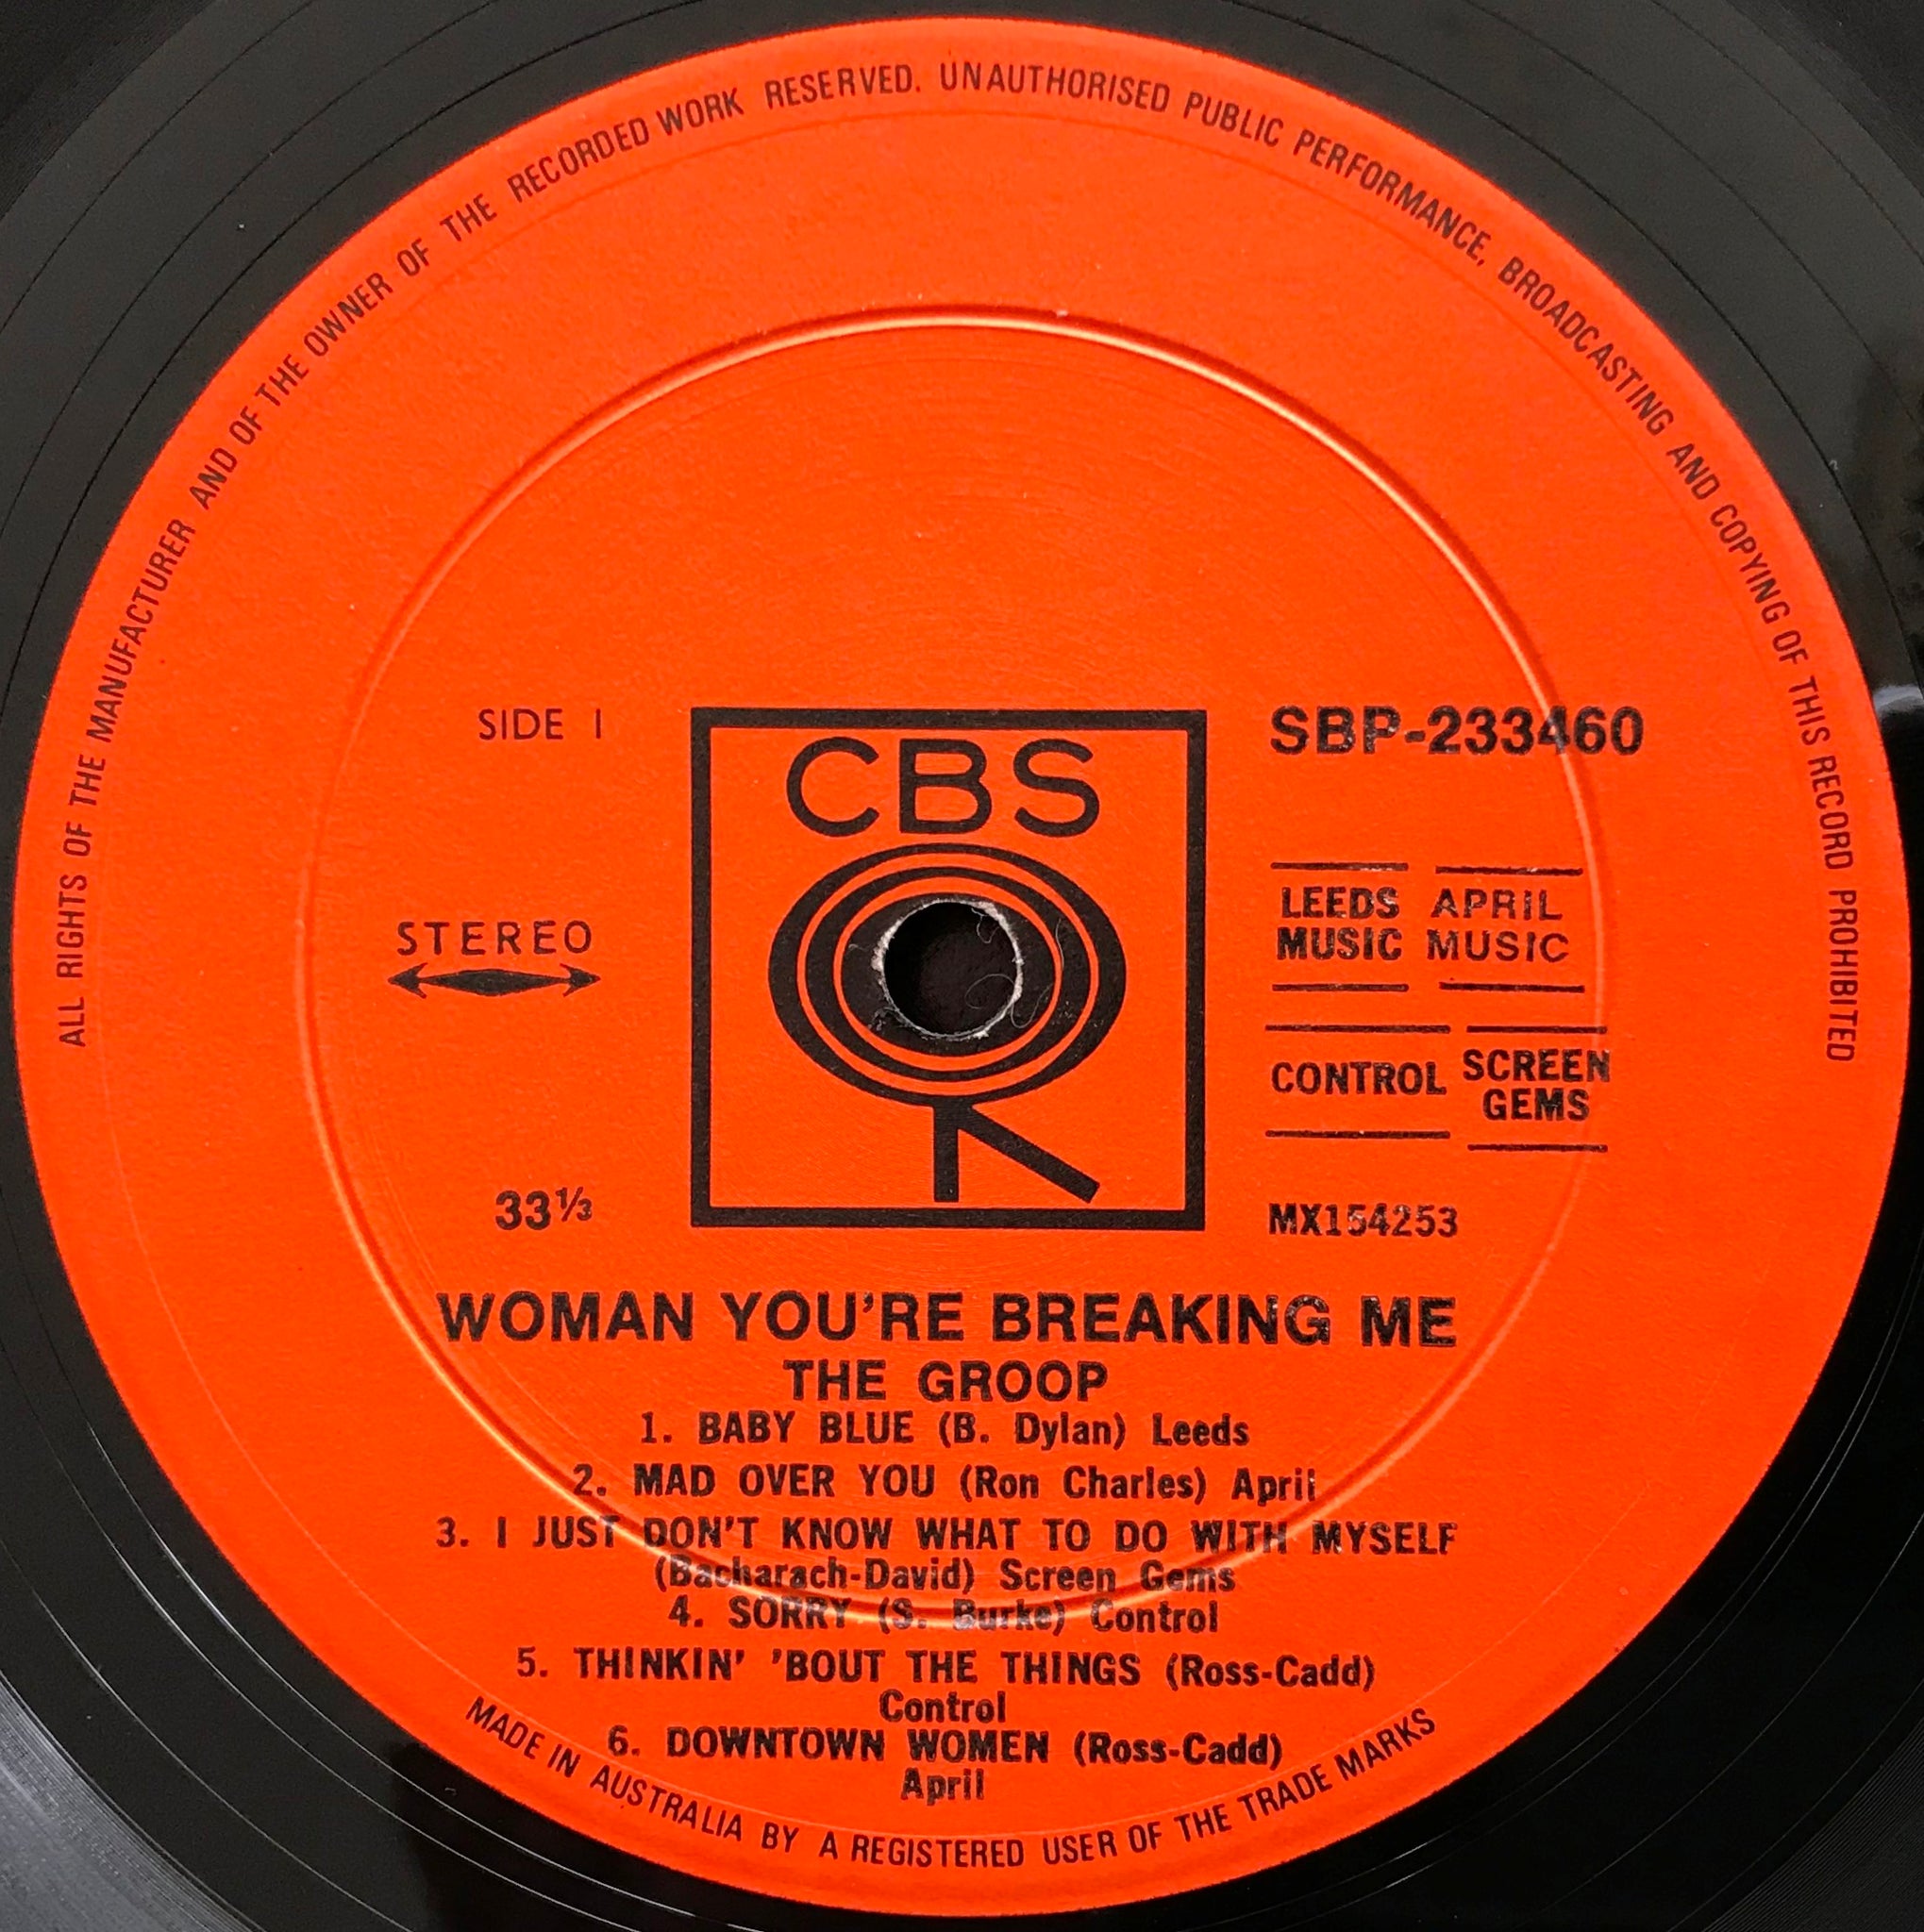 ALL RIGHTS OF THE MANUFACTURER AND OF THE OWNER OF THE RECORDED WORK RESERVED. UNAUTHORISED PUBLIC PERFORMANCE, BROADCASTING AND COPYING OF THIS RECORD PROHIBITED
SIDE 1
CBS
SBP-233460
STEREO
LEEDS MUSIC
APRIL MUSIC
CONTROL
SCREEN GEMS
33⅓
MX154253
WOMAN YOU'RE BREAKING ME
THE GROOP
1. BABY BLUE (B. Dylan) Leeds
2. MAD OVER YOU (Ron Charles) April
3. I JUST DON'T KNOW WHAT TO DO WITH MYSELF
(Bacharach-David) Screen Gems
4. SORRY (S. Burke) Control
5. THINKIN' 'BOUT THE THINGS (Ross-Cadd)
Control
6. DOWNTOWN WOMEN (Ross-Cadd)
April
MADE IN AUSTRALIA BY A REGISTERED USER OF THE TRADE MARKS